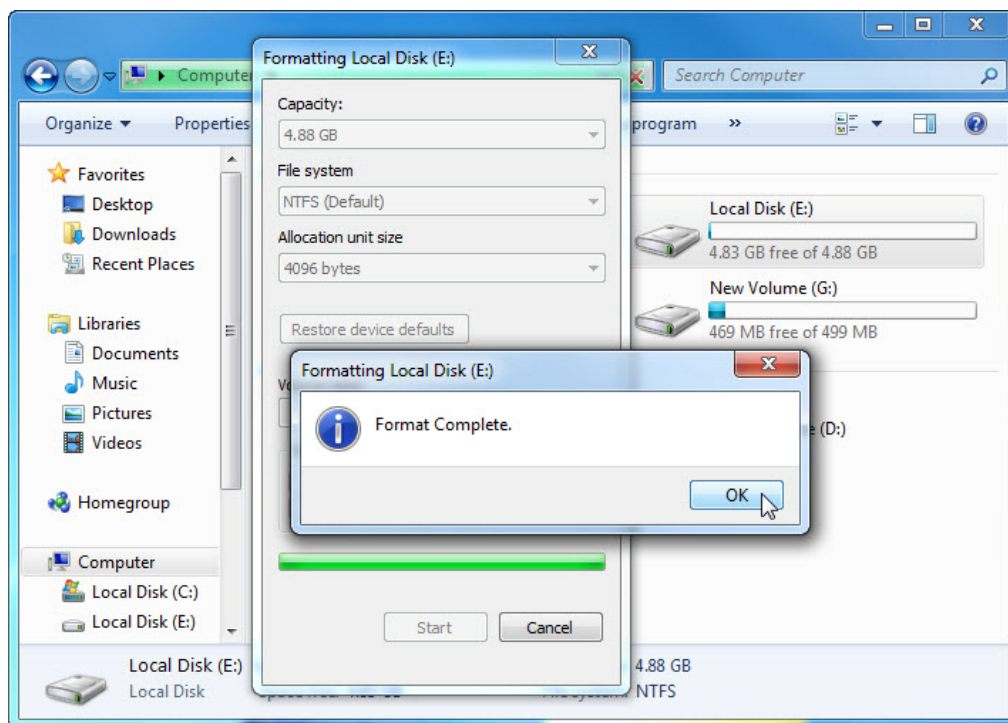 Formatting Local Disk (E:)
Computer
Search Computer
Organize
Properties
program
»
Favorites
Desktop
Downloads
Recent Places
Libraries
Documents
Music
Pictures
Videos
Homegroup
Computer
Local Disk (C:)
Local Disk (E:)
Capacity:
4.88 GB
File system
NTFS (Default)
Allocation unit size
4096 bytes
Restore device defaults
Formatting Local Disk (E:)
Format Complete.
OK
Start
Cancel
Local Disk (E:)
4.83 GB free of 4.88 GB
New Volume (G:)
469 MB free of 499 MB
(D:)
Local Disk (E:)
4.88 GB
Local Disk
NTFS